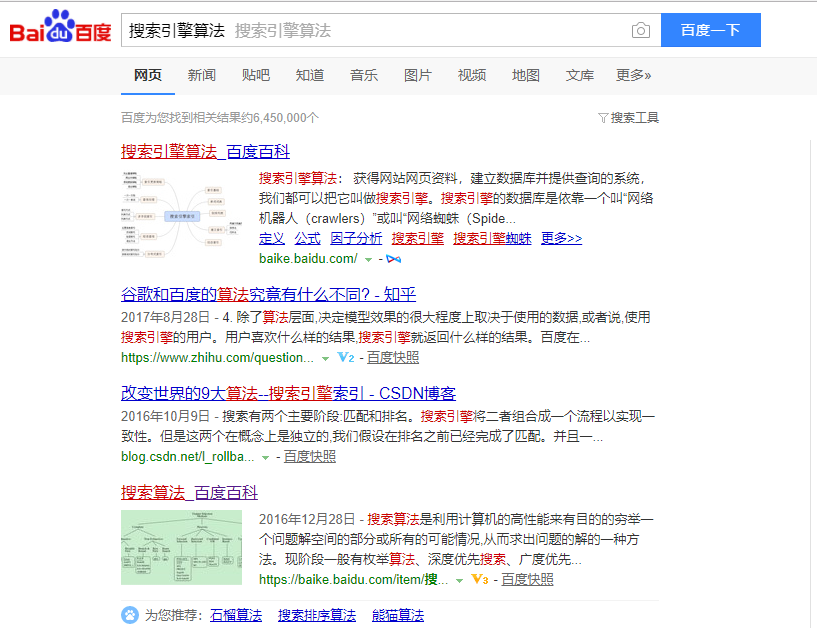 Bai du 百度
搜索引擎算法 搜索引擎算法 百度一下
网页 新闻 贴吧 知道 音乐 图片 视频 地图 文库 更多»
百度为您找到相关结果约6,450,000个 搜索工具
搜索引擎算法_百度百科
搜索引擎算法： 获得网站网页资料，建立数据库并提供查询的系统，
我们都可以把它叫做搜索引擎。搜索引擎的数据库是依靠一个叫“网络
机器人（crawlers）”或叫“网络蜘蛛（Spide...
定义 公式 因子分析 搜索引擎 搜索引擎蜘蛛 更多>>
baike.baidu.com/ -
谷歌和百度的算法究竟有什么不同? - 知乎
2017年8月28日 - 4. 除了算法层面,决定模型效果的很大程度上取决于使用的数据,或者说,使用
搜索引擎的用户。用户喜欢什么样的结果,搜索引擎就返回什么样的结果。百度在...
https://www.zhihu.com/question... V2 - 百度快照
改变世界的9大算法--搜索引擎索引 - CSDN博客
2016年10月9日 - 搜索有两个主要阶段:匹配和排名。搜索引擎将二者组合成一个流程以实现一
致性。但是这两个在概念上是独立的,我们假设在排名之前已经完成了匹配。并且一...
blog.csdn.net/l_rollba... - 百度快照
搜索算法_百度百科
2016年12月28日 - 搜索算法是利用计算机的高性能来有目的的穷举一
个问题解空间的部分或所有的可能情况,从而求出问题的解的一种方
法。现阶段一般有枚举算法、深度优先搜索、广度优先...
https://baike.baidu.com/item/搜... V3 - 百度快照
为您推荐: 石榴算法 搜索排序算法 熊猫算法